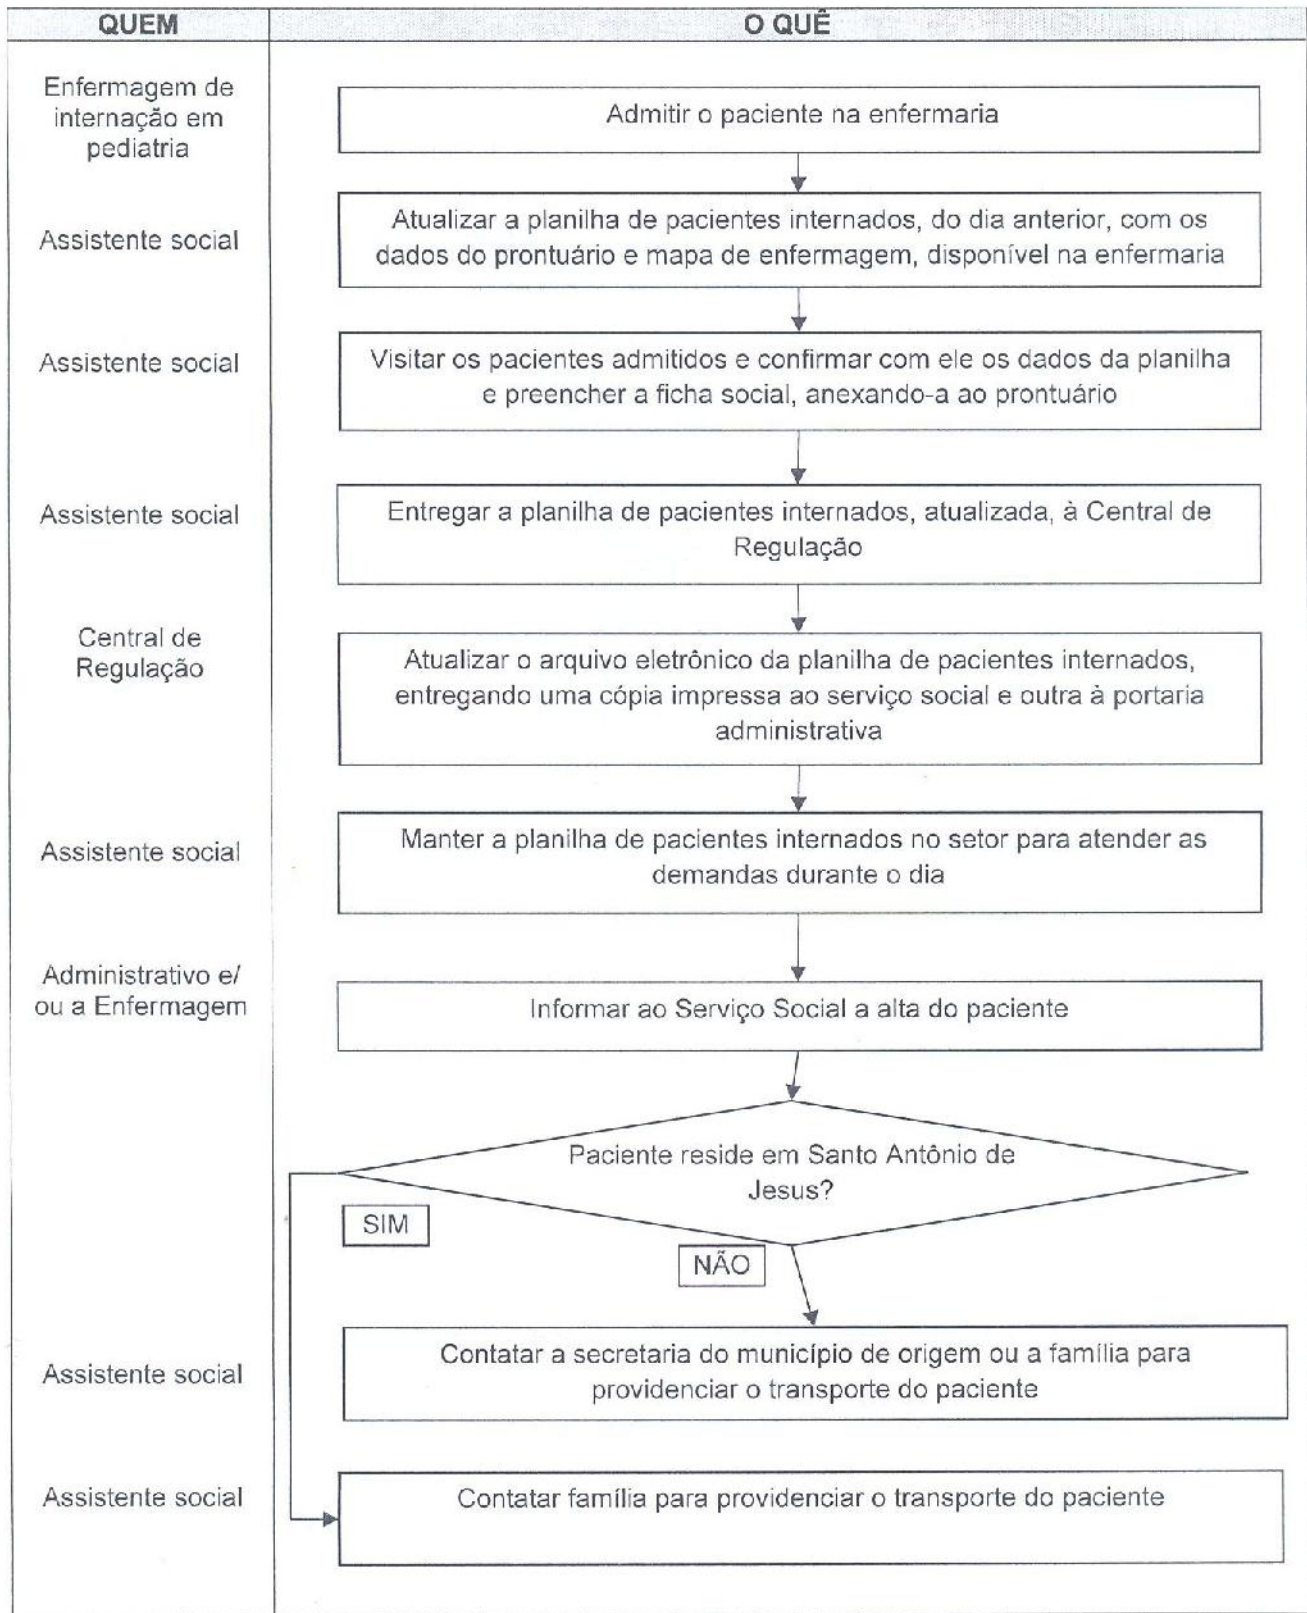 QUEM
O QUÊ
Enfermagem de
internação em
pediatria
Admitir o paciente na enfermaria
Assistente social
Atualizar a planilha de pacientes internados, do dia anterior, com os
dados do prontuário e mapa de enfermagem, disponível na enfermaria
Assistente social
Visitar os pacientes admitidos e confirmar com ele os dados da planilha
e preencher a ficha social, anexando-a ao prontuário
Assistente social
Entregar a planilha de pacientes internados, atualizada, à Central de
Regulação
Central de
Regulação
Atualizar o arquivo eletrônico da planilha de pacientes internados,
entregando uma cópia impressa ao serviço social e outra à portaria
administrativa
Assistente social
Manter a planilha de pacientes internados no setor para atender as
demandas durante o dia
Administrativo e/
ou a Enfermagem
Informar ao Serviço Social a alta do paciente
Paciente reside em Santo Antônio de
Jesus?
SIM
NÃO
Assistente social
Contatar a secretaria do município de origem ou a família para
providenciar o transporte do paciente
Assistente social
Contatar família para providenciar o transporte do paciente